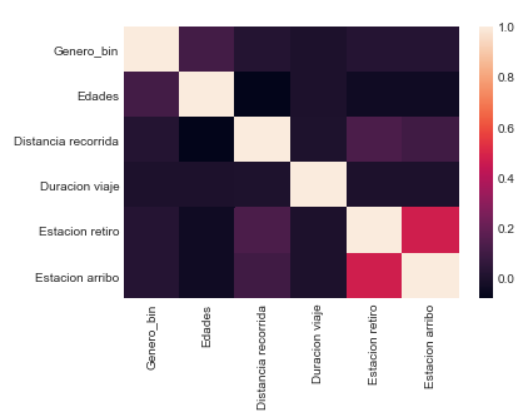 Genero_bin
Edades
Distancia recorrida
Duracion viaje
Estacion retiro
Estacion arribo
Genero_bin
Edades
Distancia recorrida
Duracion viaje
Estacion retiro
Estacion arribo
1.0
0.8
0.6
0.4
0.2
0.0